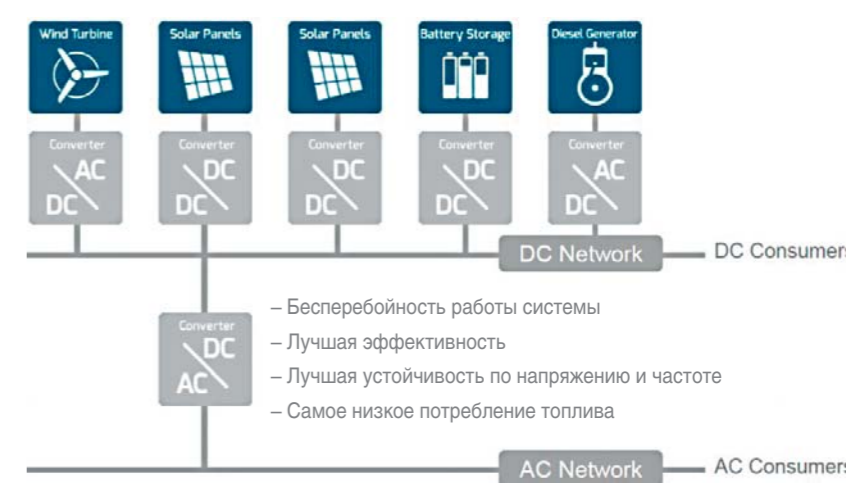 Wind Turbine
Solar Panels
Solar Panels
Battery Storage
Diesel Generator
Converter
AC
DC
Converter
DC
DC
Converter
DC
DC
Converter
DC
DC
Converter
AC
DC
DC Network
DC Consumers
– Бесперебойность работы системы
– Лучшая эффективность
– Лучшая устойчивость по напряжению и частоте
– Самое низкое потребление топлива
Converter
DC
AC
AC Network
AC Consumers